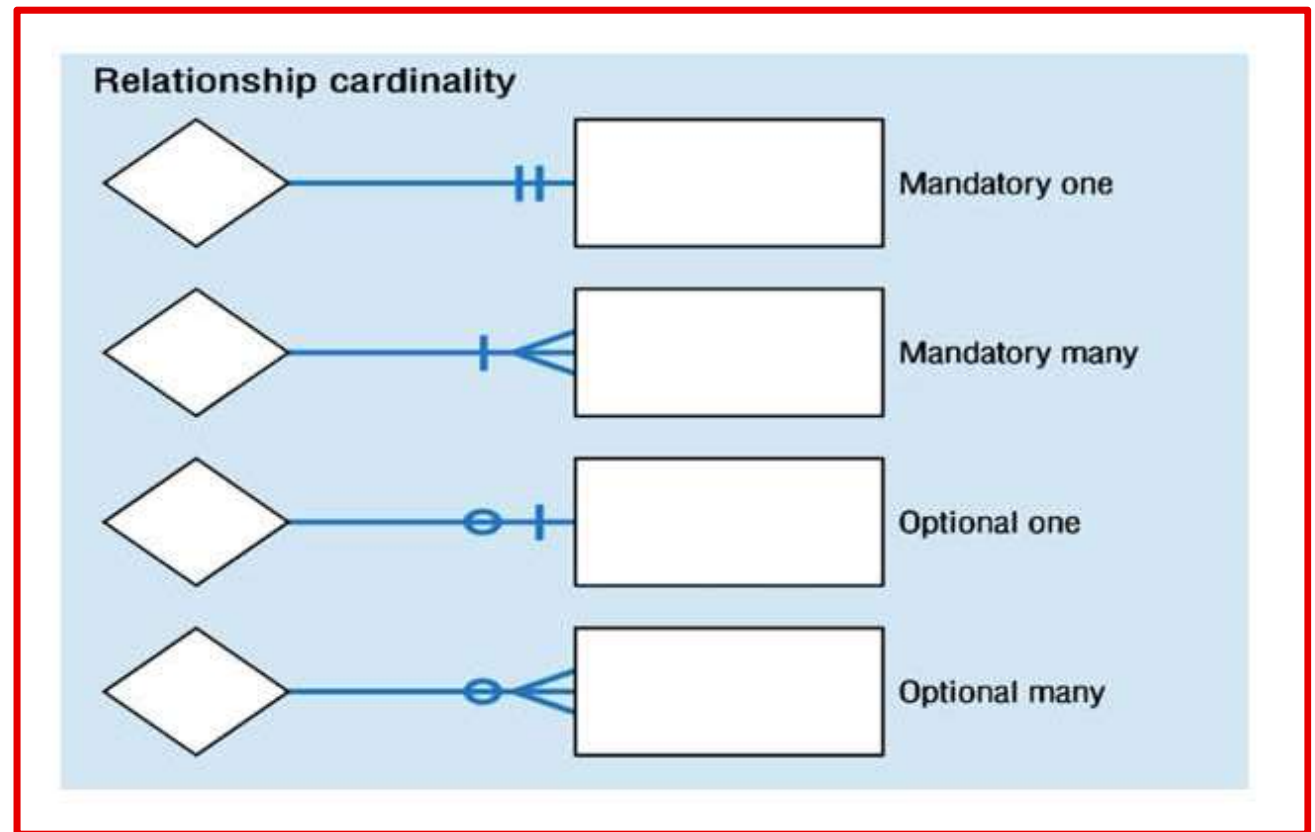 Relationship cardinality
Mandatory one
Mandatory many
Optional one
Optional many